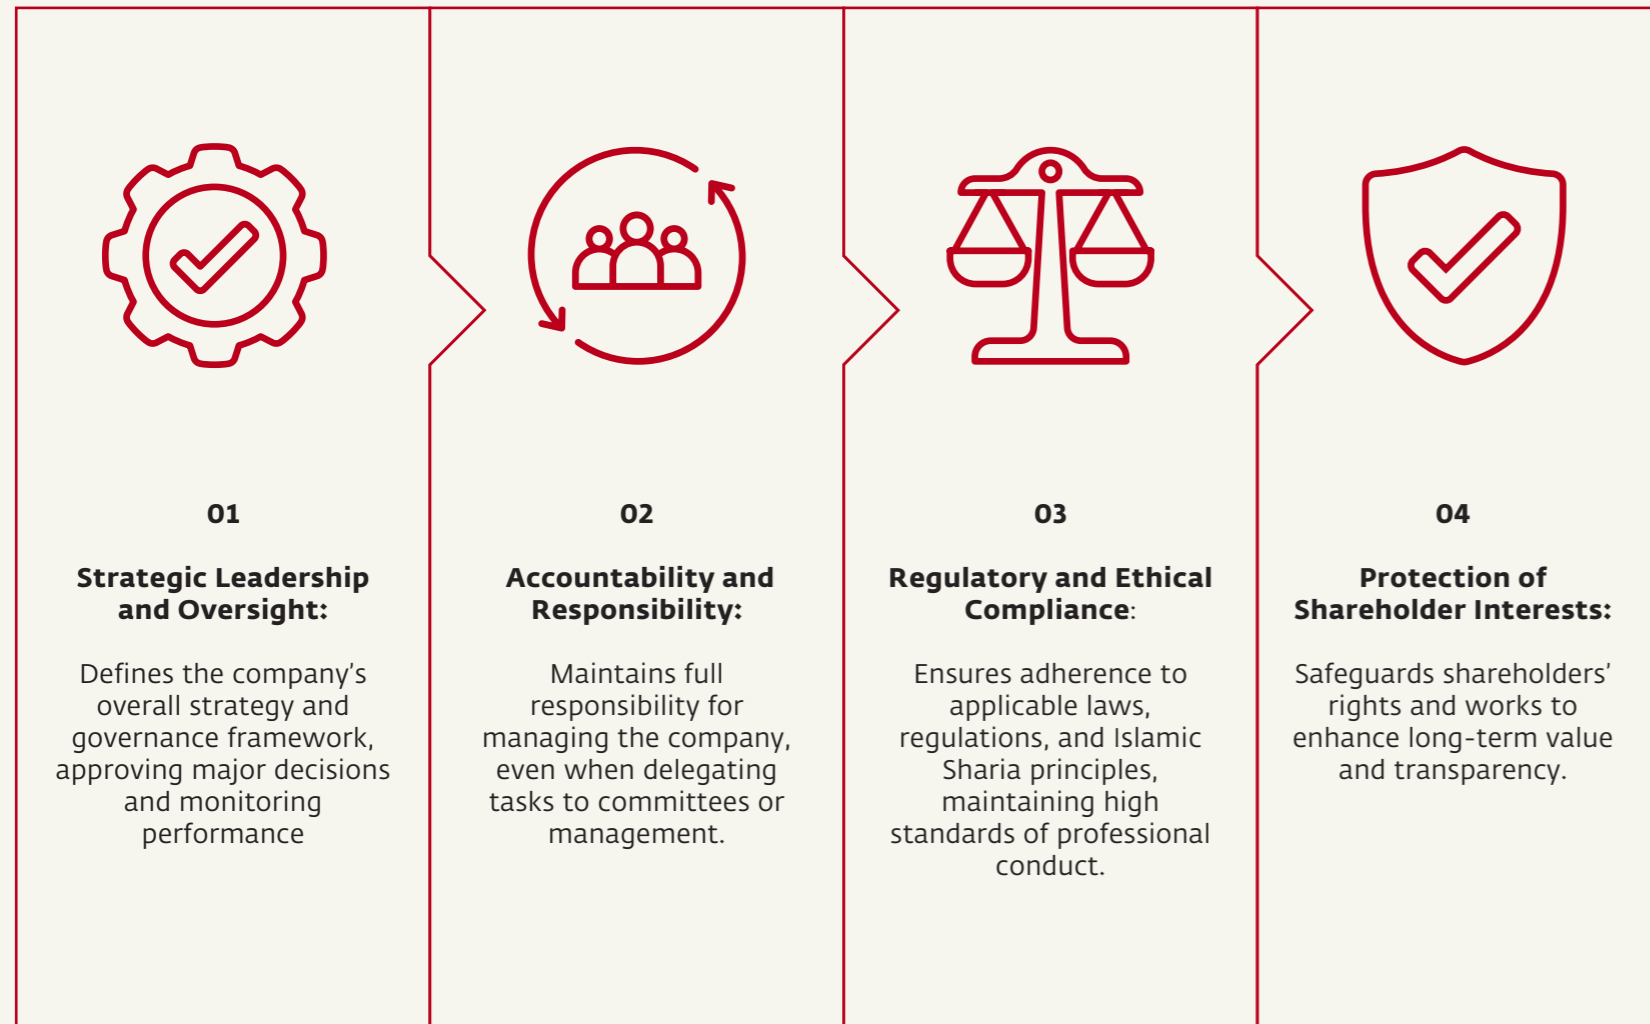 01
Strategic Leadership
and Oversight:
Defines the company’s
overall strategy and
governance framework,
approving major decisions
and monitoring
performance
02
Accountability and
Responsibility:
Maintains full
responsibility for
managing the company,
even when delegating
tasks to committees or
management.
03
Regulatory and Ethical
Compliance:
Ensures adherence to
applicable laws,
regulations, and Islamic
Sharia principles,
maintaining high
standards of professional
conduct.
04
Protection of
Shareholder Interests:
Safeguards shareholders’
rights and works to
enhance long-term value
and transparency.